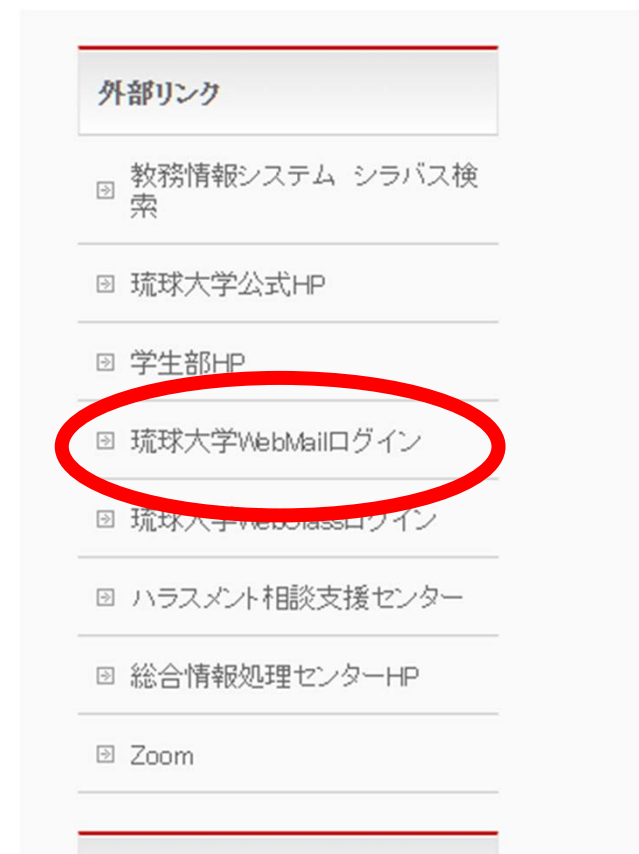 外部リンク
教務情報システム シラバス検
索
琉球大学公式HP
学生部HP
琉球大学WebMailログイン
琉球大学WebClassログイン
ハラスメント相談支援センター
総合情報処理センターHP
Zoom